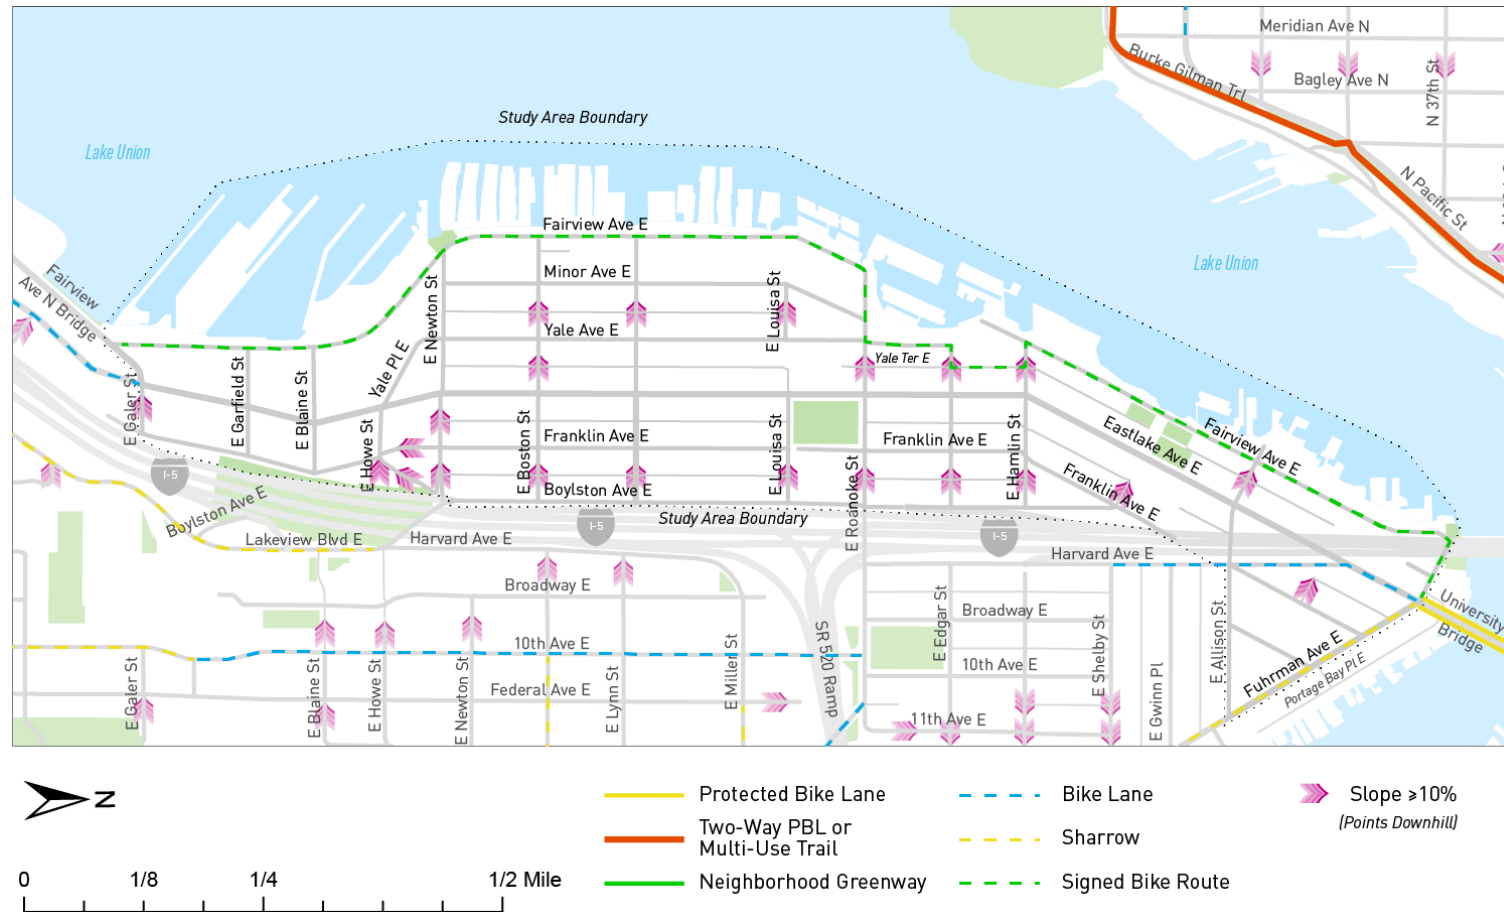 Meridian Ave N
Burke Gilman Trl
Bagley Ave N
N 37th St
Study Area Boundary
Lake Union
N Pacific St
Fairview Ave E
Lake Union
Fairview
Ave N Bridge
Minor Ave E
E Newton St
E Louisa St
Yale Ave E
Yale Pl E
Yale Ter E
E Galer St
E Garfield St
E Blaine St
E Howe St
E Boston St
Franklin Ave E
E Louisa St
Franklin Ave E
E Hamlin St
Eastlake Ave E
Fairview Ave E
Franklin Ave E
I-5
Boylston Ave E
Boylston Ave E
E Roanoke St
Study Area Boundary
I-5
I-5
Lakeview Blvd E
Harvard Ave E
Harvard Ave E
Broadway E
Broadway E
E Edgar St
E Shelby St
E Allison St
University
Bridge
10th Ave E
10th Ave E
SR 520 Ramp
E Miller St
Fuhrman Ave E
Portage Bay Pl E
E Galer St
E Blaine St
E Howe St
E Newton St
Federal Ave E
E Lynn St
11th Ave E
E Gwinn Pl
N
Protected Bike Lane
Two-Way PBL or
Multi-Use Trail
Neighborhood Greenway
Bike Lane
Sharrow
Signed Bike Route
Slope ≥10%
(Points Downhill)
0 1/8 1/4 1/2 Mile